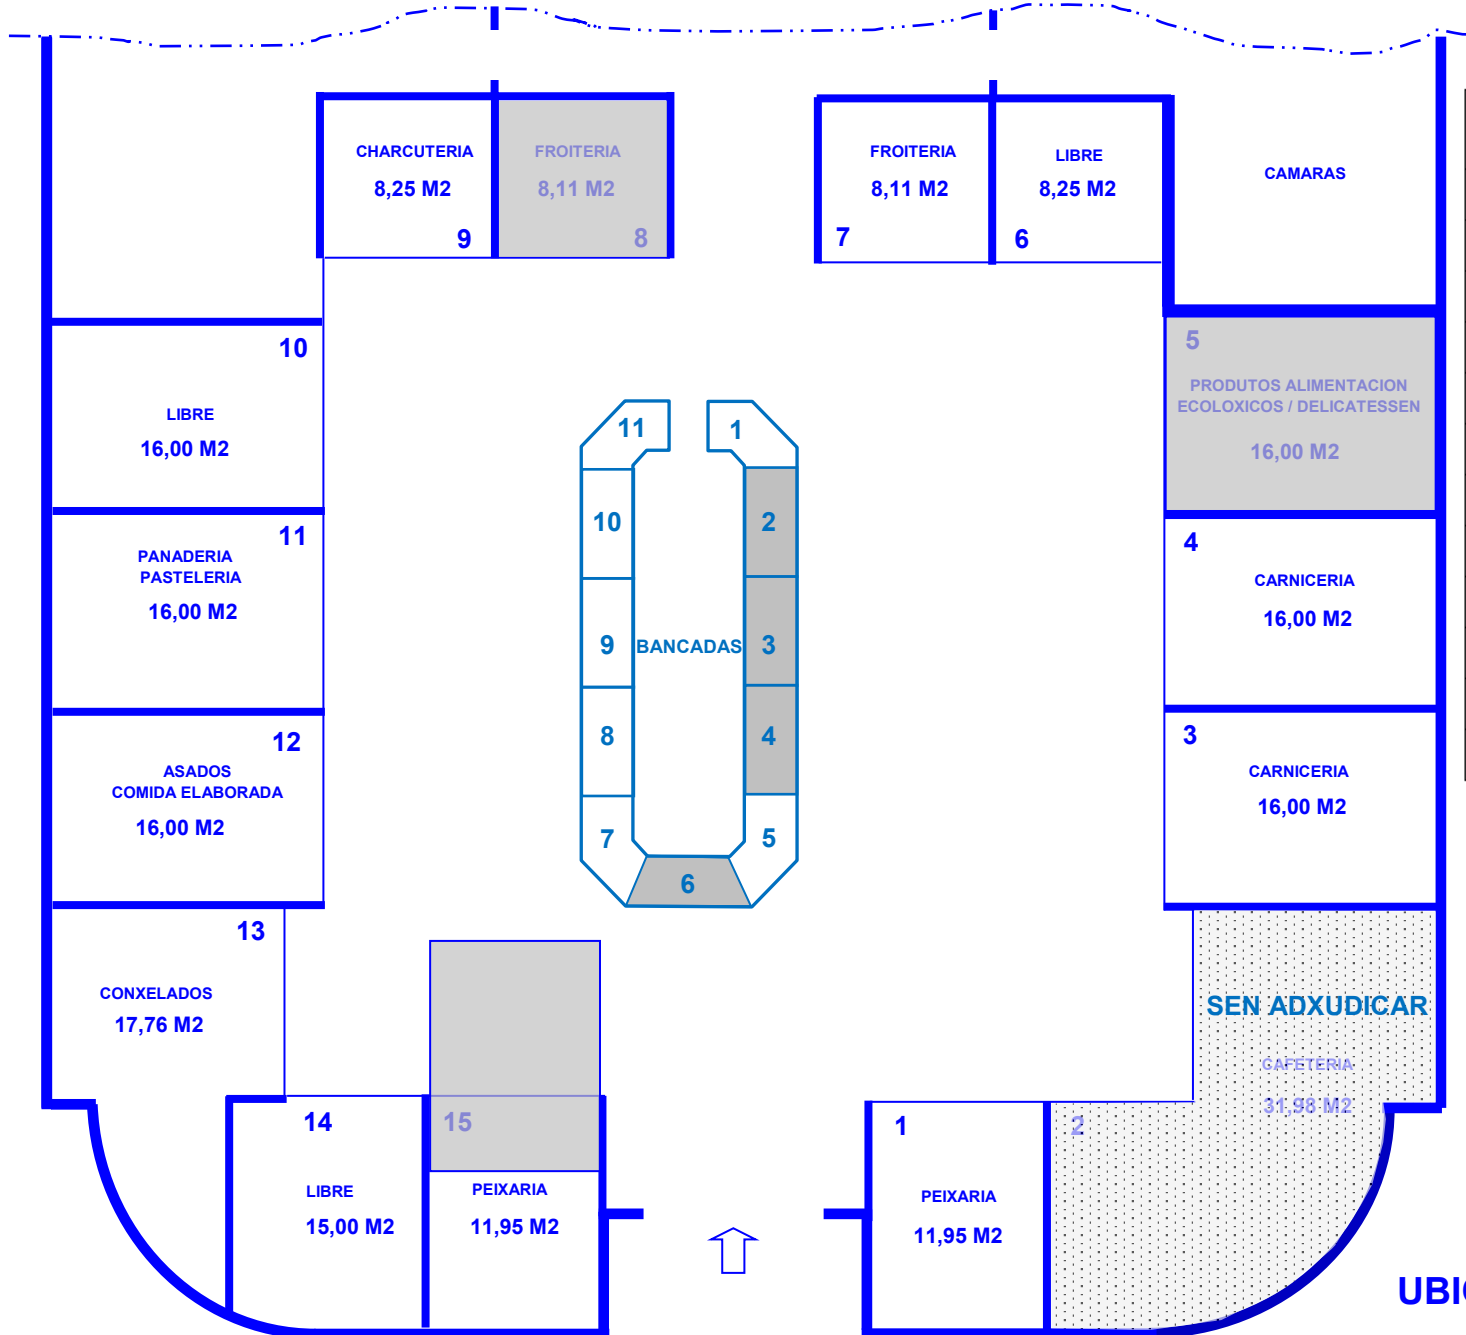 CHARCUTERIA
8,25 M2
9
FROITERIA
8,11 M2
8
FROITERIA
8,11 M2
7
LIBRE
8,25 M2
6
CAMARAS
10
LIBRE
16,00 M2
5
PRODUTOS ALIMENTACION
ECOLOXICOS / DELICATESSEN
16,00 M2
11
PANADERIA
PASTELERIA
16,00 M2
4
CARNICERIA
16,00 M2
12
ASADOS
COMIDA ELABORADA
16,00 M2
3
CARNICERIA
16,00 M2
11
1
10
2
9
BANCADAS
3
8
4
7
5
6
13
CONXELADOS
17,76 M2
SEN ADXUDICAR
CAFETERIA
31,98 M2
2
14
LIBRE
15,00 M2
15
PEIXARIA
11,95 M2
1
PEIXARIA
11,95 M2